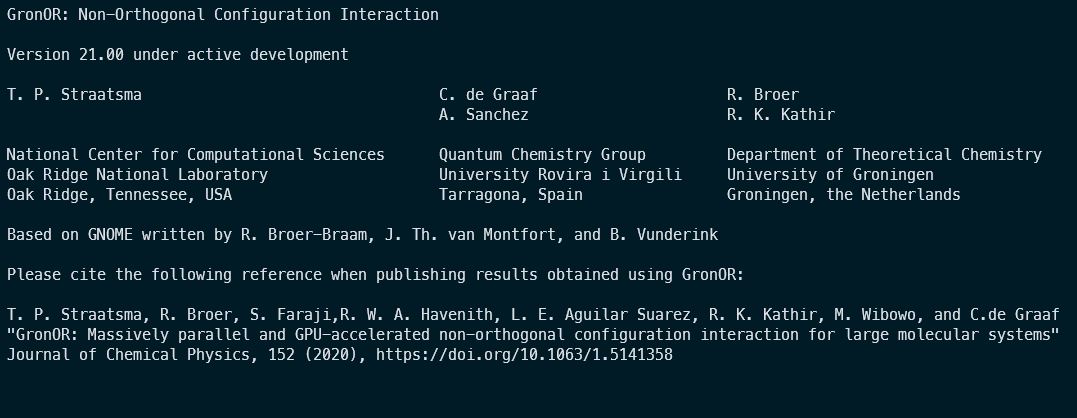 GronOR: Non-Orthogonal Configuration Interaction
Version 21.00 under active development
T. P. Straatsma C. de Graaf R. Broer
A. Sanchez R. K. Kathir
National Center for Computational Sciences Quantum Chemistry Group Department of Theoretical Chemistry
Oak Ridge National Laboratory University Rovira i Virgili University of Groningen
Oak Ridge, Tennessee, USA Tarragona, Spain Groningen, the Netherlands
Based on GNOME written by R. Broer-Braam, J. Th. van Montfort, and B. Vunderink
Please cite the following reference when publishing results obtained using GronOR:
T. P. Straatsma, R. Broer, S. Faraji,R. W. A. Havenith, L. E. Aguilar Suarez, R. K. Kathir, M. Wibowo, and C.de Graaf
"GronOR: Massively parallel and GPU-accelerated non-orthogonal configuration interaction for large molecular systems"
Journal of Chemical Physics, 152 (2020), https://doi.org/10.1063/1.5141358